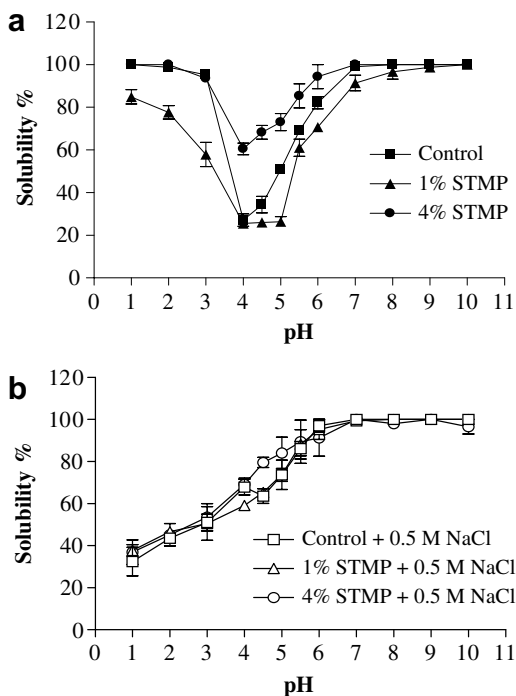 a
Solubility %
120
100
80
60
40
20
0
Control
1% STMP
4% STMP
0 1 2 3 4 5 6 7 8 9 10 11
pH
b
Solubility %
120
100
80
60
40
20
0
Control + 0.5 M NaCl
1% STMP + 0.5 M NaCl
4% STMP + 0.5 M NaCl
0 1 2 3 4 5 6 7 8 9 10 11
pH